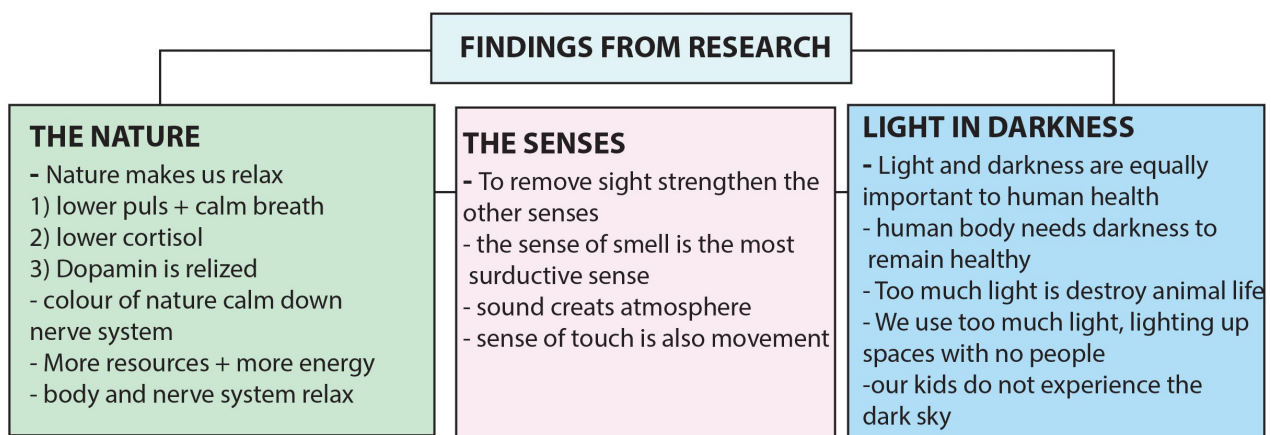 FINDINGS FROM RESEARCH
THE NATURE
- Nature makes us relax
1) lower puls + calm breath
2) lower cortisol
3) Dopamin is relized
- colour of nature calm down
nerve system
- More resources + more energy
- body and nerve system relax
THE SENSES
- To remove sight strengthen the
other senses
- the sense of smell is the most
surductive sense
- sound creats atmosphere
- sense of touch is also movement
LIGHT IN DARKNESS
- Light and darkness are equally
important to human health
- human body needs darkness to
remain healthy
- Too much light is destroy animal life
- We use too much light, lighting up
spaces with no people
-our kids do not experience the
dark sky